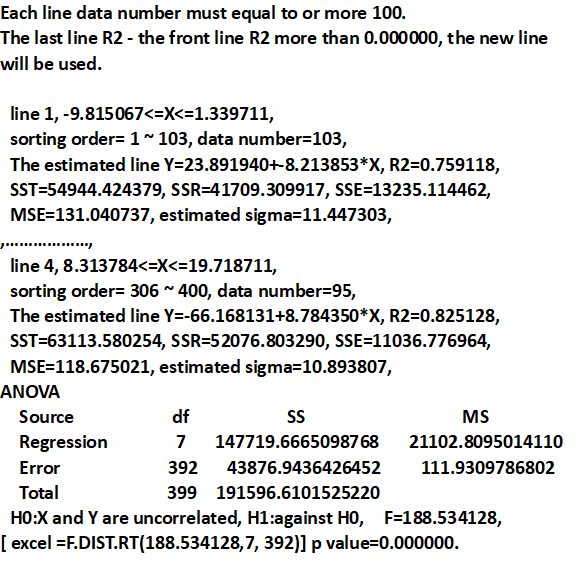 Each line data number must equal to or more 100.
The last line R2 - the front line R2 more than 0.000000, the new line
will be used.
line 1, -9.815067<=X<=1.339711,
sorting order= 1 ~ 103, data number=103,
The estimated line Y=23.891940+-8.213853*X, R2=0.759118,
SST=54944.424379, SSR=41709.309917, SSE=13235.114462,
MSE=131.040737, estimated sigma=11.447303,
,………………,
line 4, 8.313784<=X<=19.718711,
sorting order= 306 ~ 400, data number=95,
The estimated line Y=-66.168131+8.784350*X, R2=0.825128,
SST=63113.580254, SSR=52076.803290, SSE=11036.776964,
MSE=118.675021, estimated sigma=10.893807,
ANOVA
Source df SS MS
Regression 7 147719.6665098768 21102.8095014110
Error 392 43876.9436426452 111.9309786802
Total 399 191596.6101525220
H0:X and Y are uncorrelated, H1:against H0, F=188.534128,
[ excel =F.DIST.RT(188.534128,7, 392)] p value=0.000000.